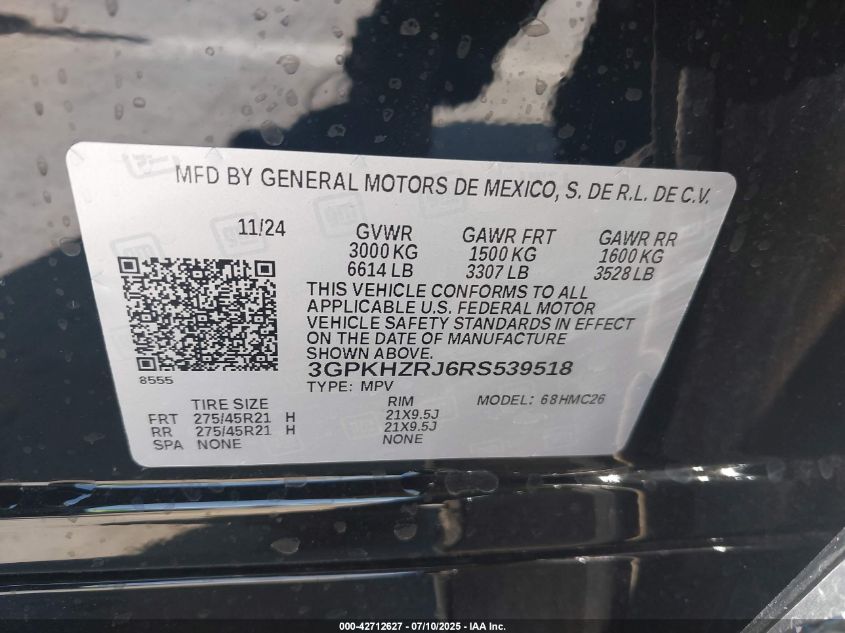 MFD BY GENERAL MOTORS DE MEXICO, S. DE R.L. DE C.V.
11/24
GVWR
3000 KG
6614 LB
GAWR FRT
1500 KG
3307 LB
GAWR RR
1600 KG
3528 LB
THIS VEHICLE CONFORMS TO ALL
APPLICABLE U.S. FEDERAL MOTOR
VEHICLE SAFETY STANDARDS IN EFFECT
ON THE DATE OF MANUFACTURE
SHOWN ABOVE.
3GPKHZRJ6RS539518
8555
TYPE: MPV
MODEL: 68HMC26
TIRE SIZE
RIM
FRT 275/45R21 H 21X9.5J
RR 275/45R21 H 21X9.5J
SPA NONE NONE
000-42712627 - 07/10/2025 - IAA Inc.